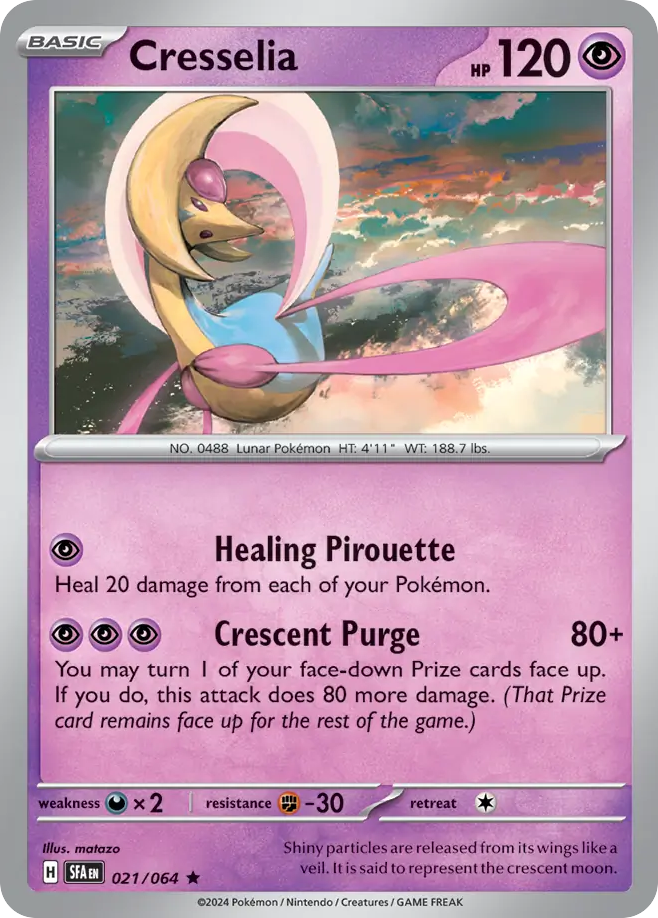 BASIC
Cresselia
HP 120
NO. 0488 Lunar Pokémon HT: 4'11" WT: 188.7 lbs.
Healing Pirouette
Heal 20 damage from each of your Pokémon.
Crescent Purge 80+
You may turn 1 of your face-down Prize cards face up.
If you do, this attack does 80 more damage. (That Prize
card remains face up for the rest of the game.)
weakness ×2 resistance -30 retreat
Illus. matazo
Shiny particles are released from its wings like a
veil. It is said to represent the crescent moon.
H SFA EN 021/064 ★
©2024 Pokémon / Nintendo / Creatures / GAME FREAK